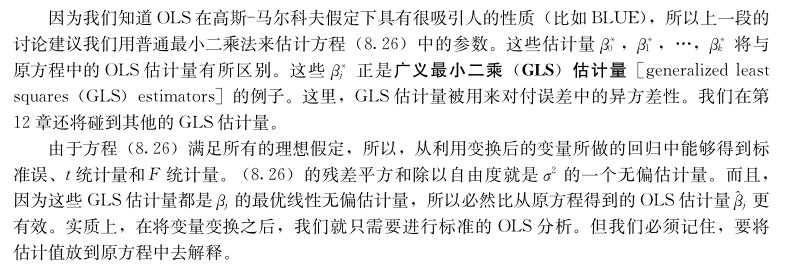 因为我们知道 OLS 在高斯-马尔科夫假定下具有很吸引人的性质（比如 BLUE），所以上一段的
讨论建议我们用普通最小二乘法来估计方程（8.26）中的参数。这些估计量 β₀*，β₁*，…，βₖ* 将与
原方程中的 OLS 估计量有所区别。这些 βⱼ* 正是广义最小二乘（GLS）估计量［generalized least
squares（GLS）estimators］的例子。这里，GLS 估计量被用来对付误差中的异方差性。我们在第
12 章还将碰到其他的 GLS 估计量。
由于方程（8.26）满足所有的理想假定，所以，从利用变换后的变量所做的回归中能够得到标
准误、t 统计量和 F 统计量。（8.26）的残差平方和除以自由度就是 σ² 的一个无偏估计量。而且，
因为这些 GLS 估计量都是 βⱼ 的最优线性无偏估计量，所以必然比从原方程得到的 OLS 估计量 β̂ⱼ 更
有效。实质上，在将变量变换之后，我们就只需要进行标准的 OLS 分析。但我们必须记住，要将
估计值放到原方程中去解释。